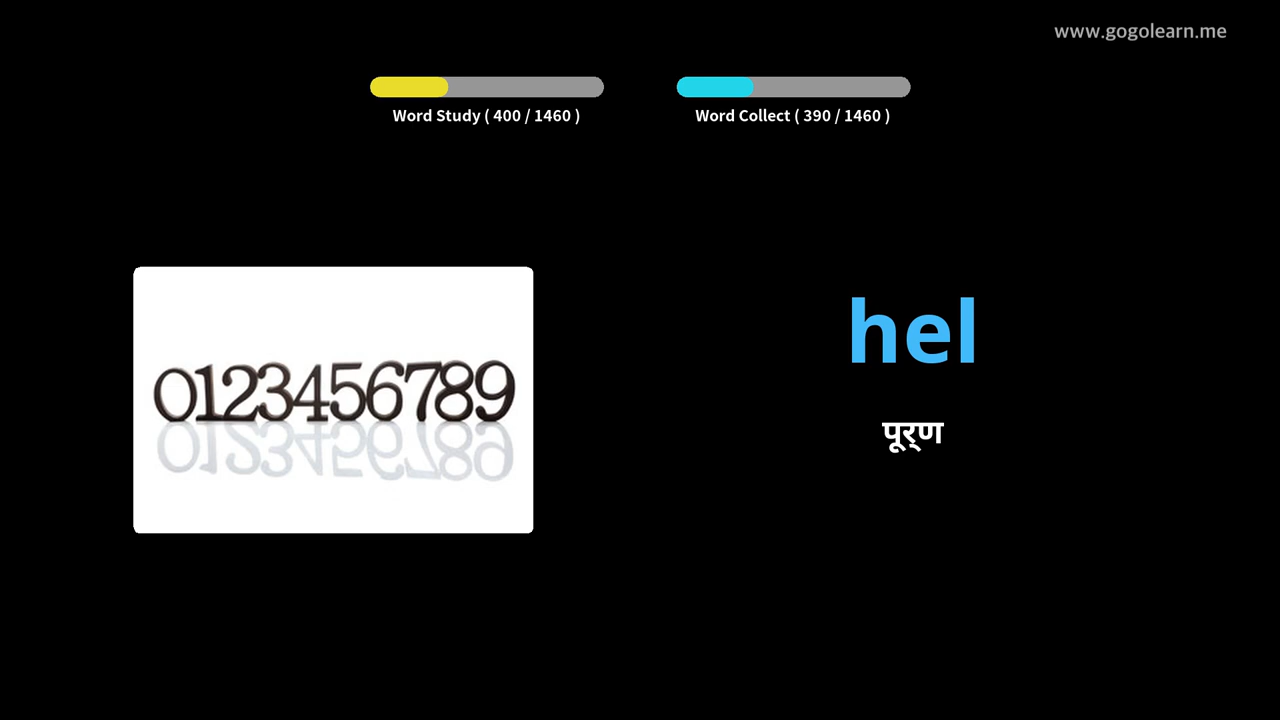 www.gogolearn.me
Word Study ( 400 / 1460 )
Word Collect ( 390 / 1460 )
0123456789
hel
पूर्ण